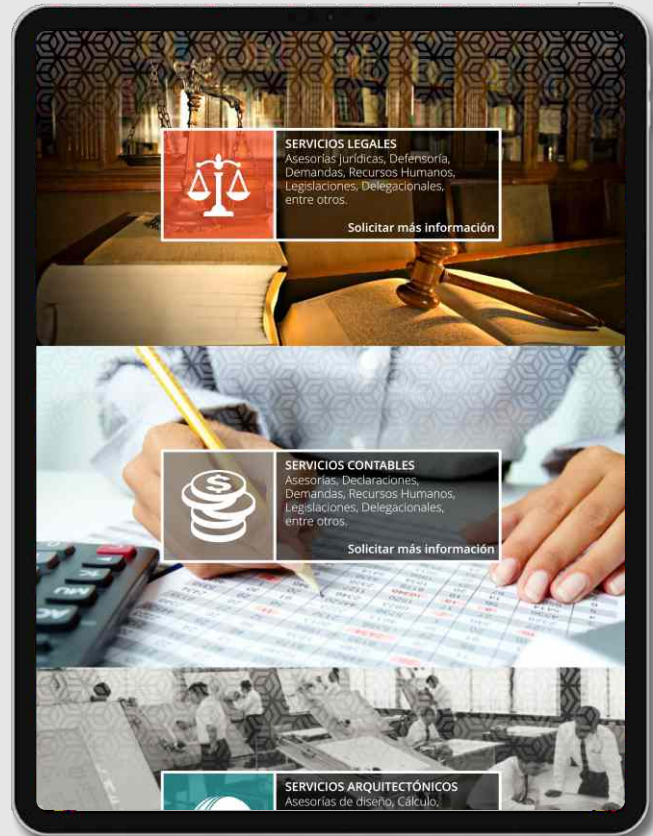 SERVICIOS LEGALES
Asesorías jurídicas, Defensoría,
Demandas, Recursos Humanos,
Legislaciones, Delegacionales,
entre otros.
Solicitar más información
SERVICIOS CONTABLES
Asesorías, Declaraciones,
Demandas, Recursos Humanos,
Legislaciones, Delegacionales,
entre otros.
Solicitar más información
SERVICIOS ARQUITECTÓNICOS
Asesorías de diseño, Cálculo,